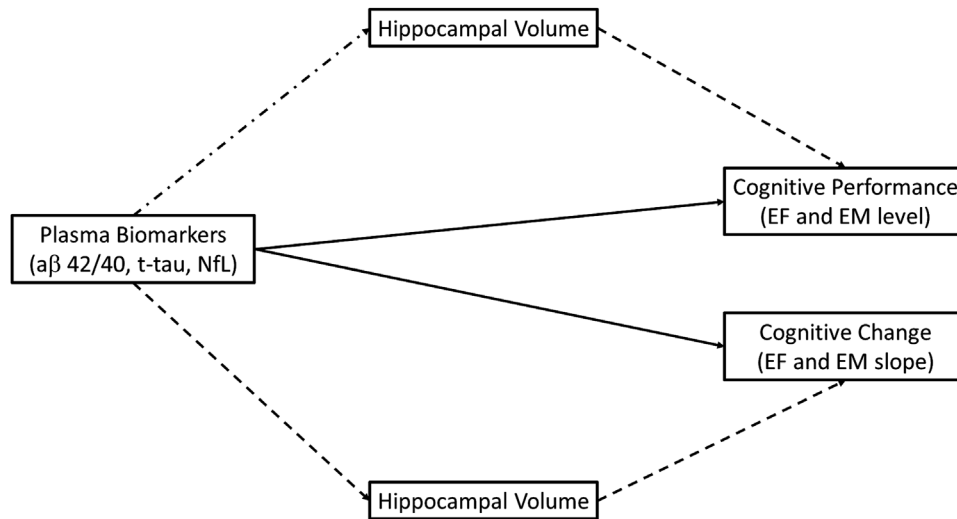 Hippocampal Volume
Cognitive Performance
(EF and EM level)
Plasma Biomarkers
(aβ 42/40, t-tau, NfL)
Cognitive Change
(EF and EM slope)
Hippocampal Volume